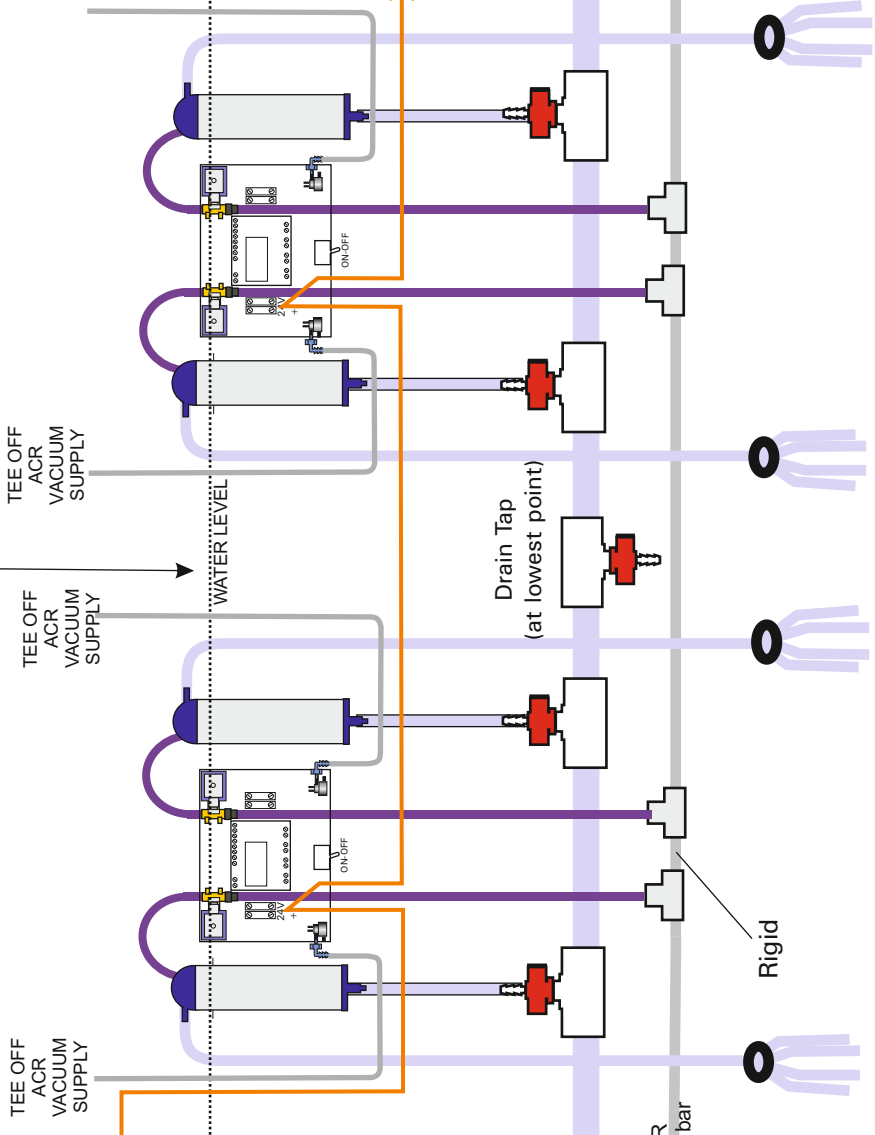 TEE OFF
ACR
VACUUM
SUPPLY
WATER LEVEL
TEE OFF
ACR
VACUUM
SUPPLY
TEE OFF
ACR
VACUUM
SUPPLY
Drain Tap
(at lowest point)
ON-OFF
24V
+
ON-OFF
24V
+
Rigid
R
bar